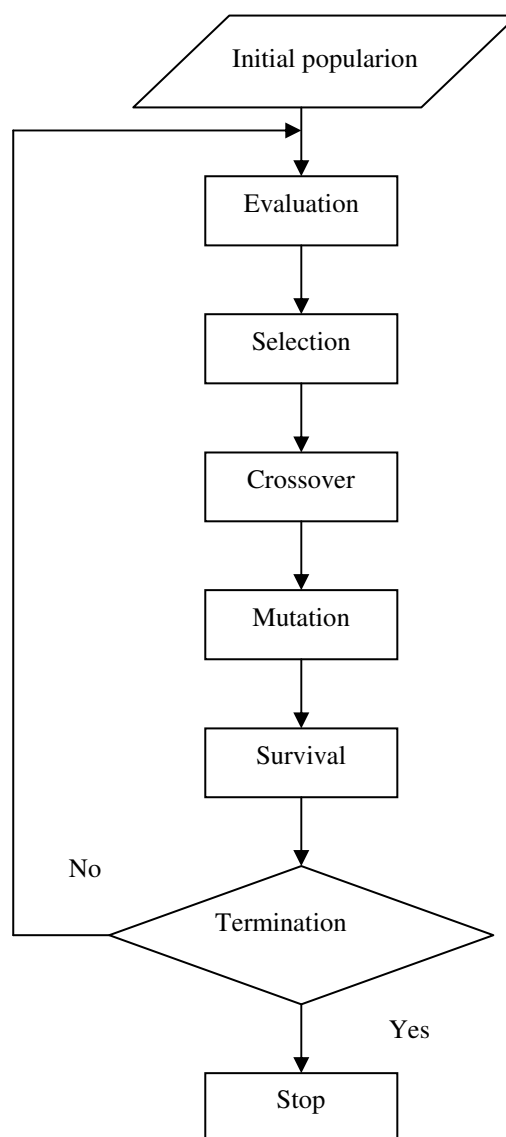 Initial popularion
Evaluation
Selection
Crossover
Mutation
Survival
No
Termination
Yes
Stop